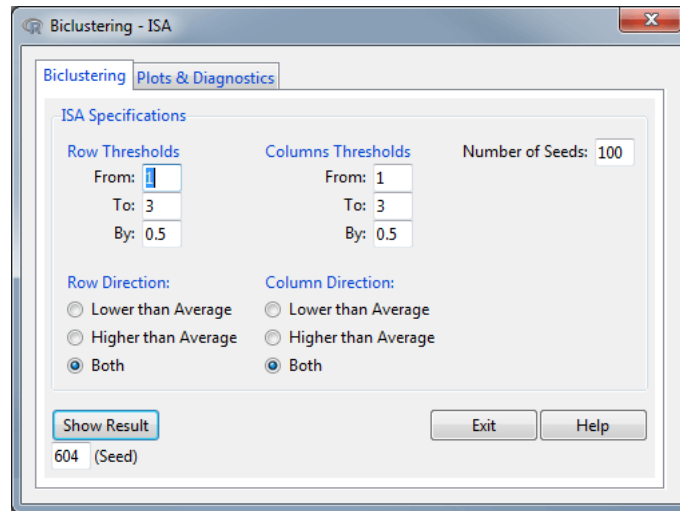 Biclustering - ISA
Biclustering Plots & Diagnostics
ISA Specifications
Row Thresholds Columns Thresholds Number of Seeds: 100
From: 1 From: 1
To: 3 To: 3
By: 0.5 By: 0.5
Row Direction: Column Direction:
Lower than Average Lower than Average
Higher than Average Higher than Average
Both Both
Show Result Exit Help
604 (Seed)